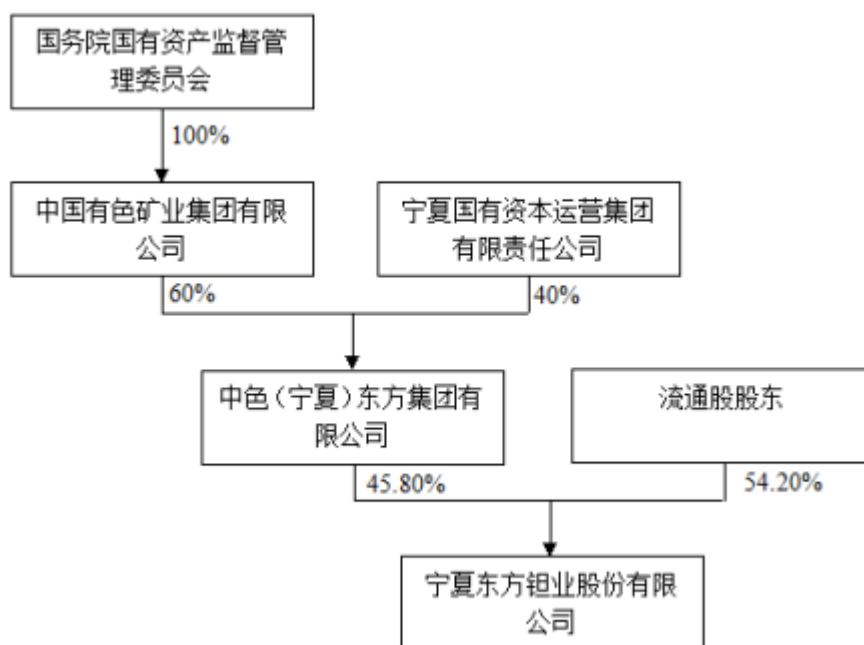 国务院国有资产监督管
理委员会
100%
中国有色矿业集团有限
公司
宁夏国有资本运营集团
有限责任公司
60%
40%
中色（宁夏）东方集团有
限公司
流通股股东
45.80%
54.20%
宁夏东方钽业股份有限
公司